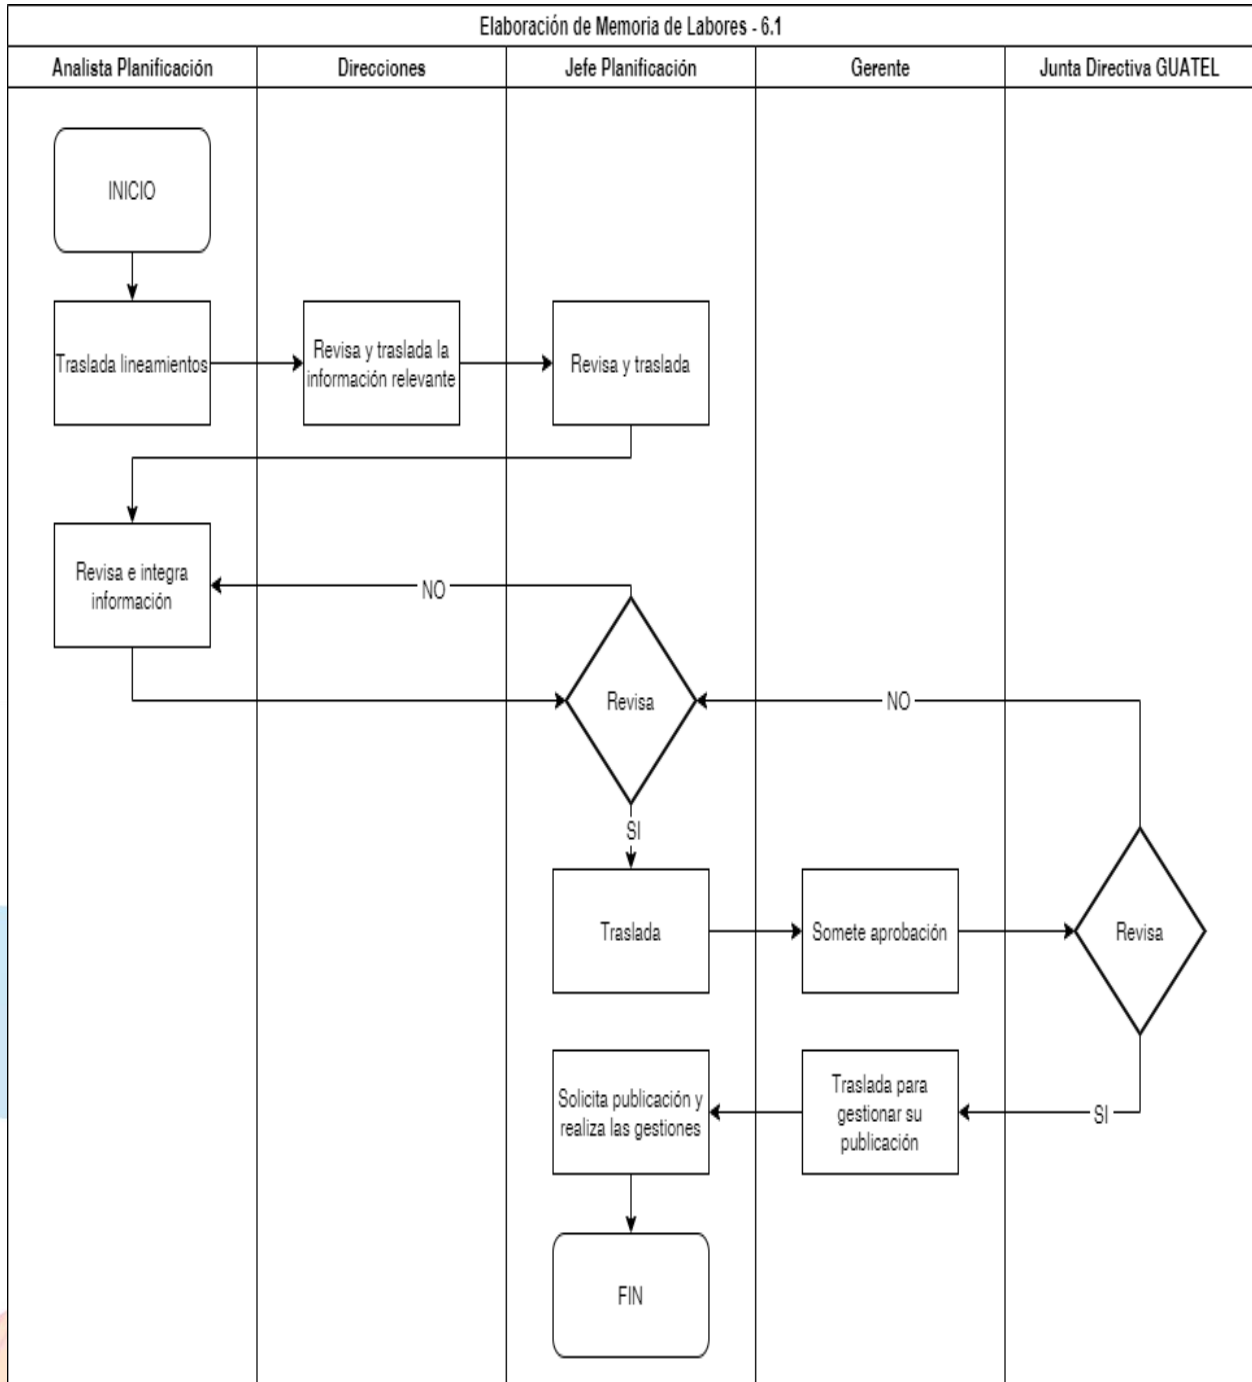 Elaboración de Memoria de Labores - 6.1
Analista Planificación
Direcciones
Jefe Planificación
Gerente
Junta Directiva GUATEL
INICIO
Traslada lineamientos
Revisa y traslada la
información relevante
Revisa y traslada
Revisa e integra
información
NO
Revisa
NO
SI
Traslada
Somete aprobación
Revisa
Solicita publicación y
realiza las gestiones
Traslada para
gestionar su
publicación
SI
FIN